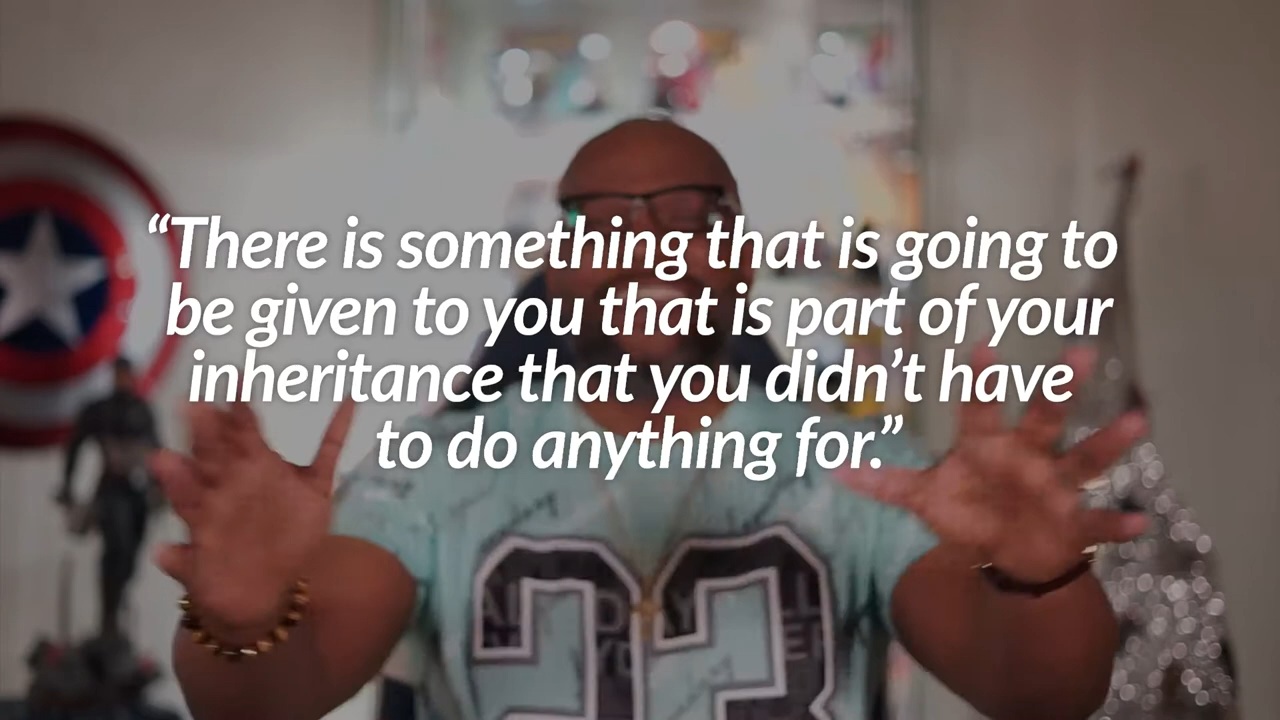 “There is something that is going to
be given to you that is part of your
inheritance that you didn’t have
to do anything for.”
23